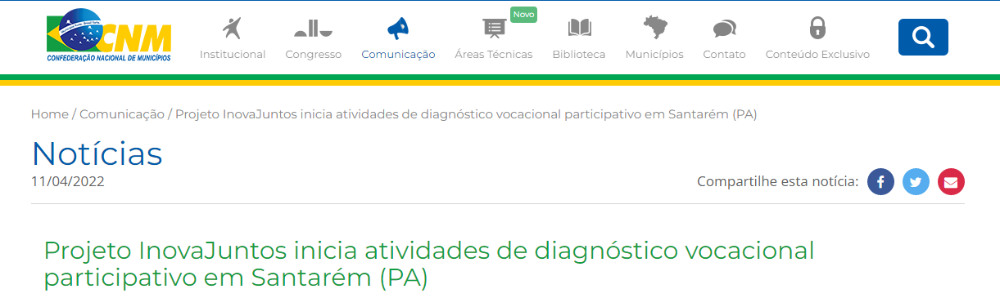 CNM
CONFEDERAÇÃO NACIONAL DE MUNICÍPIOS
Institucional
Congresso
Comunicação
Novo
Áreas Técnicas
Biblioteca
Municípios
Contato
Conteúdo Exclusivo
Home / Comunicação / Projeto InovaJuntos inicia atividades de diagnóstico vocacional participativo em Santarém (PA)
Notícias
11/04/2022
Compartilhe esta notícia:
Projeto InovaJuntos inicia atividades de diagnóstico vocacional
participativo em Santarém (PA)